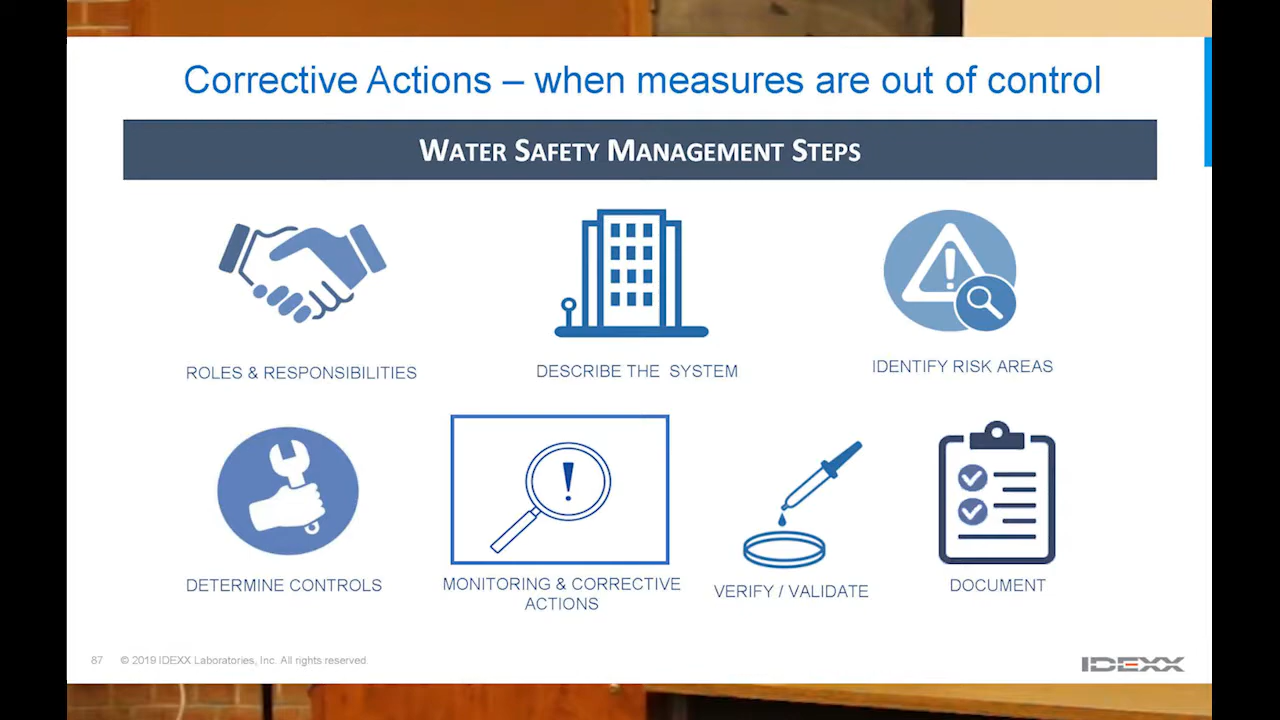 Corrective Actions – when measures are out of control
WATER SAFETY MANAGEMENT STEPS
ROLES & RESPONSIBILITIES
DESCRIBE THE SYSTEM
IDENTIFY RISK AREAS
DETERMINE CONTROLS
MONITORING & CORRECTIVE
ACTIONS
VERIFY / VALIDATE
DOCUMENT
87 © 2019 IDEXX Laboratories, Inc. All rights reserved.
IDEXX